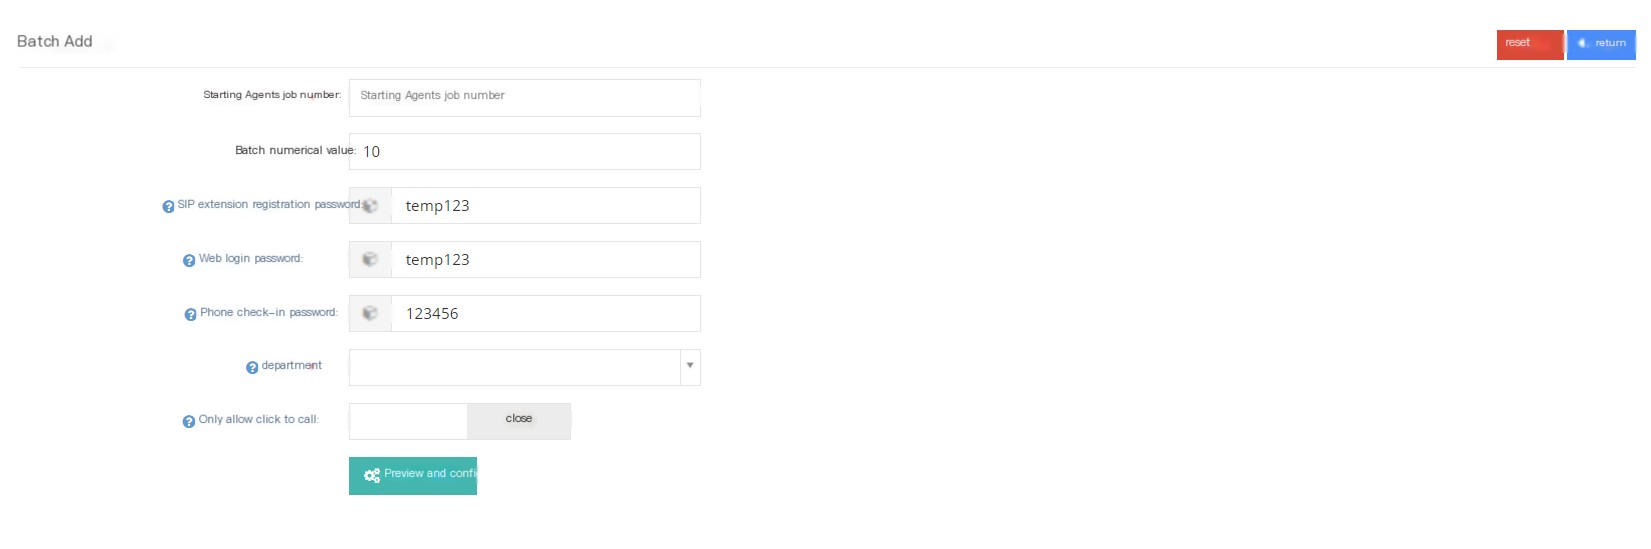 Batch Add
reset
return
Starting Agents job number:
Starting Agents job number
Batch numerical value:
10
SIP extension registration password:
temp123
Web login password:
temp123
Phone check-in password:
123456
department
Only allow click to call:
close
Preview and confi